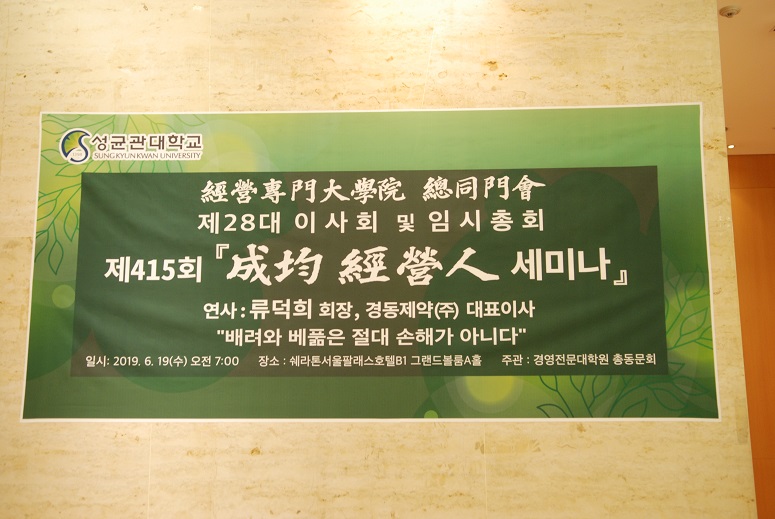 성균관대학교
SUNG KYUN KWAN UNIVERSITY
經營專門大學院 總同門會
제28대 이사회 및 임시총회
제415회 『成均 經營人 세미나』
연사 : 류덕희 회장, 경동제약(주) 대표이사
"배려와 베풂은 절대 손해가 아니다"
일시: 2019. 6. 19(수) 오전 7:00 장소 : 쉐라톤서울팔래스호텔B1 그랜드볼룸A홀 주관 : 경영전문대학원 총동문회